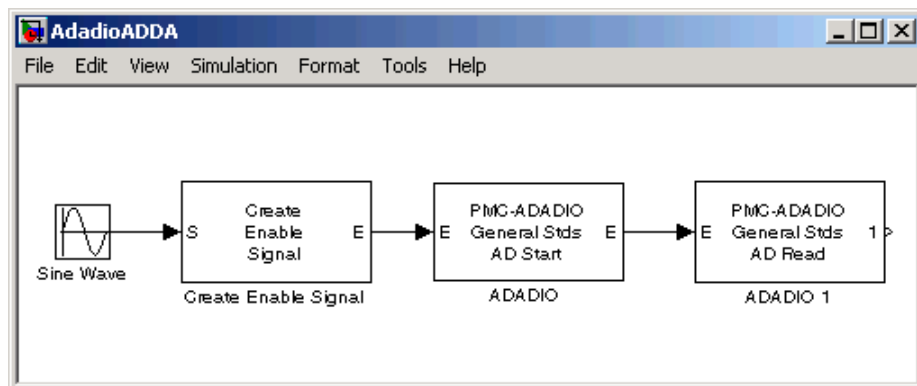 AdadioADDA
File Edit View Simulation Format Tools Help
Create
Enable
Signal
S
E
PMC-ADADIO
General Stds
AD Start
E
E
PMC-ADADIO
General Stds
AD Read
E
1
Sine Wave
Create Enable Signal
ADADIO
ADADIO 1